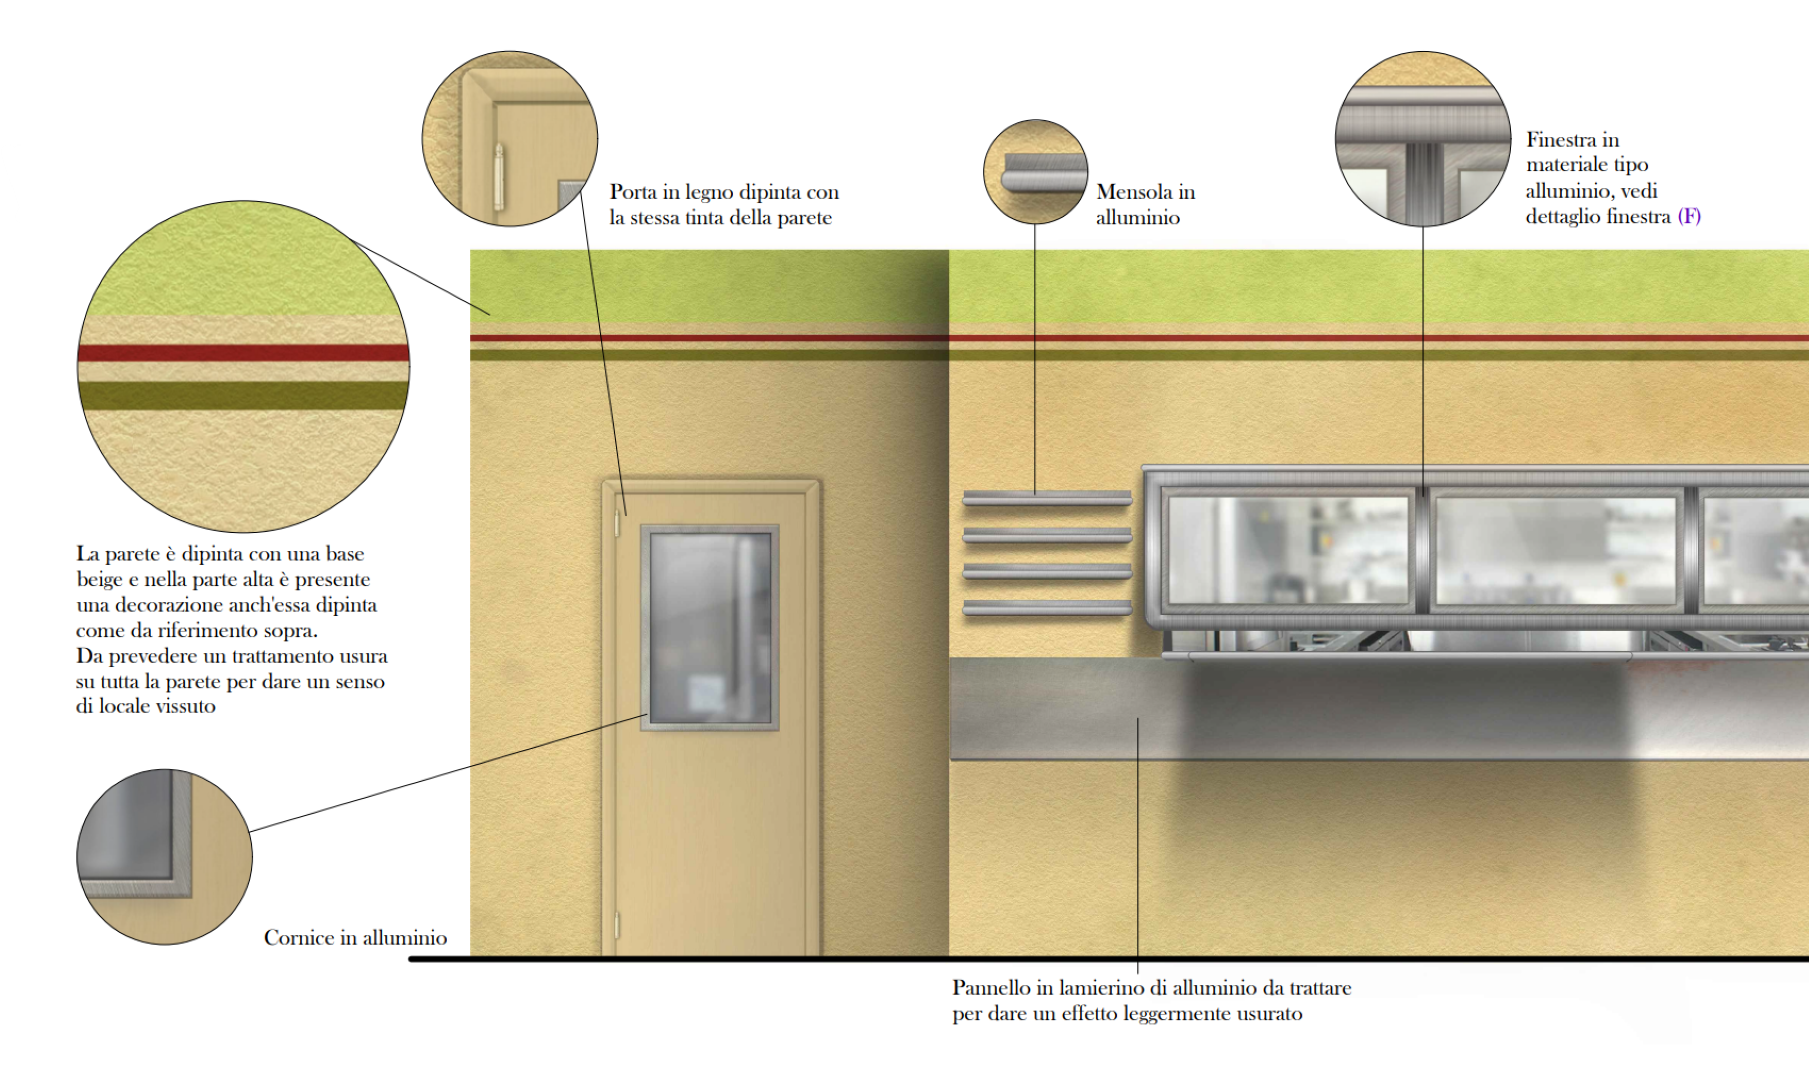 Porta in legno dipinta con
la stessa tinta della parete
Mensola in
alluminio
Finestra in
materiale tipo
alluminio, vedi
dettaglio finestra (F)
La parete è dipinta con una base
beige e nella parte alta è presente
una decorazione anch'essa dipinta
come da riferimento sopra.
Da prevedere un trattamento usura
su tutta la parete per dare un senso
di locale vissuto
Cornice in alluminio
Pannello in lamierino di alluminio da trattare
per dare un effetto leggermente usurato